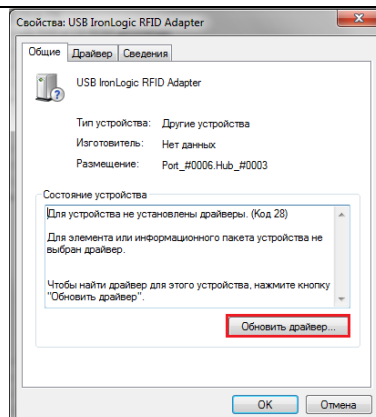 Свойства: USB IronLogic RFID Adapter
Общие Драйвер Сведения
USB IronLogic RFID Adapter
Тип устройства: Другие устройства
Изготовитель: Нет данных
Размещение: Port_#0006.Hub_#0003
Состояние устройства
Для устройства не установлены драйверы. (Код 28)
Для элемента или информационного пакета устройства не
выбран драйвер.
Чтобы найти драйвер для этого устройства, нажмите кнопку
"Обновить драйвер".
Обновить драйвер...
OK Отмена